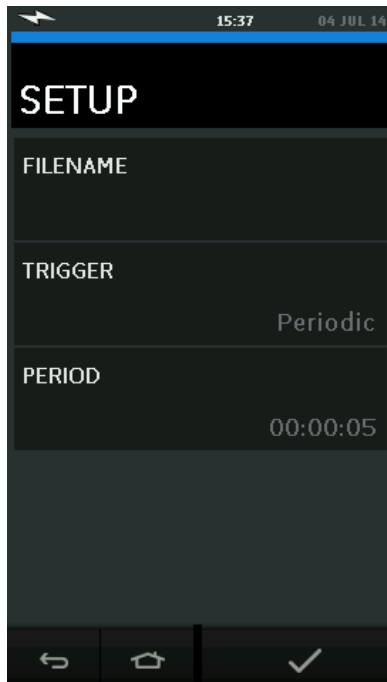 15:37 04 JUL 14
SETUP
FILENAME
TRIGGER
Periodic
PERIOD
00:00:05